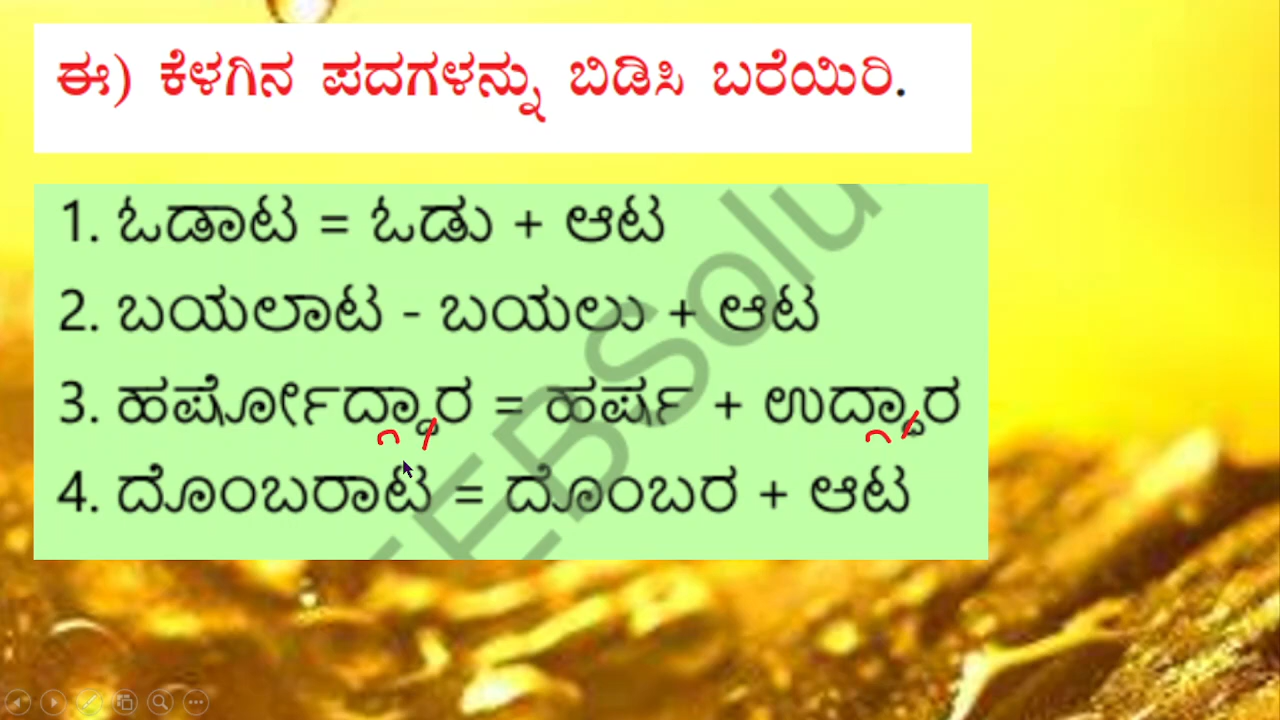 ಈ) ಕೆಳಗಿನ ಪದಗಳನ್ನು ಬಿಡಿಸಿ ಬರೆಯಿರಿ.
1. ಓಡಾಟ = ಓಡು + ಆಟ
2. ಬಯಲಾಟ - ಬಯಲು + ಆಟ
3. ಹರ್ಷೋದ್ಗಾರ = ಹರ್ಷ + ಉದ್ಗಾರ
4. ದೊಂಬರಾಟ = ದೊಂಬರ + ಆಟ